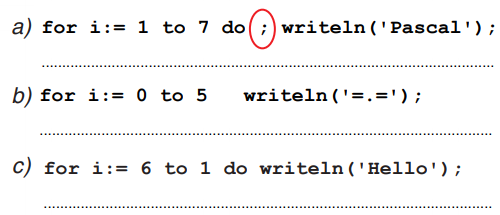 a) for i:= 1 to 7 do ; writeln('Pascal');
b) for i:= 0 to 5 writeln('=.=');
c) for i:= 6 to 1 do writeln('Hello');